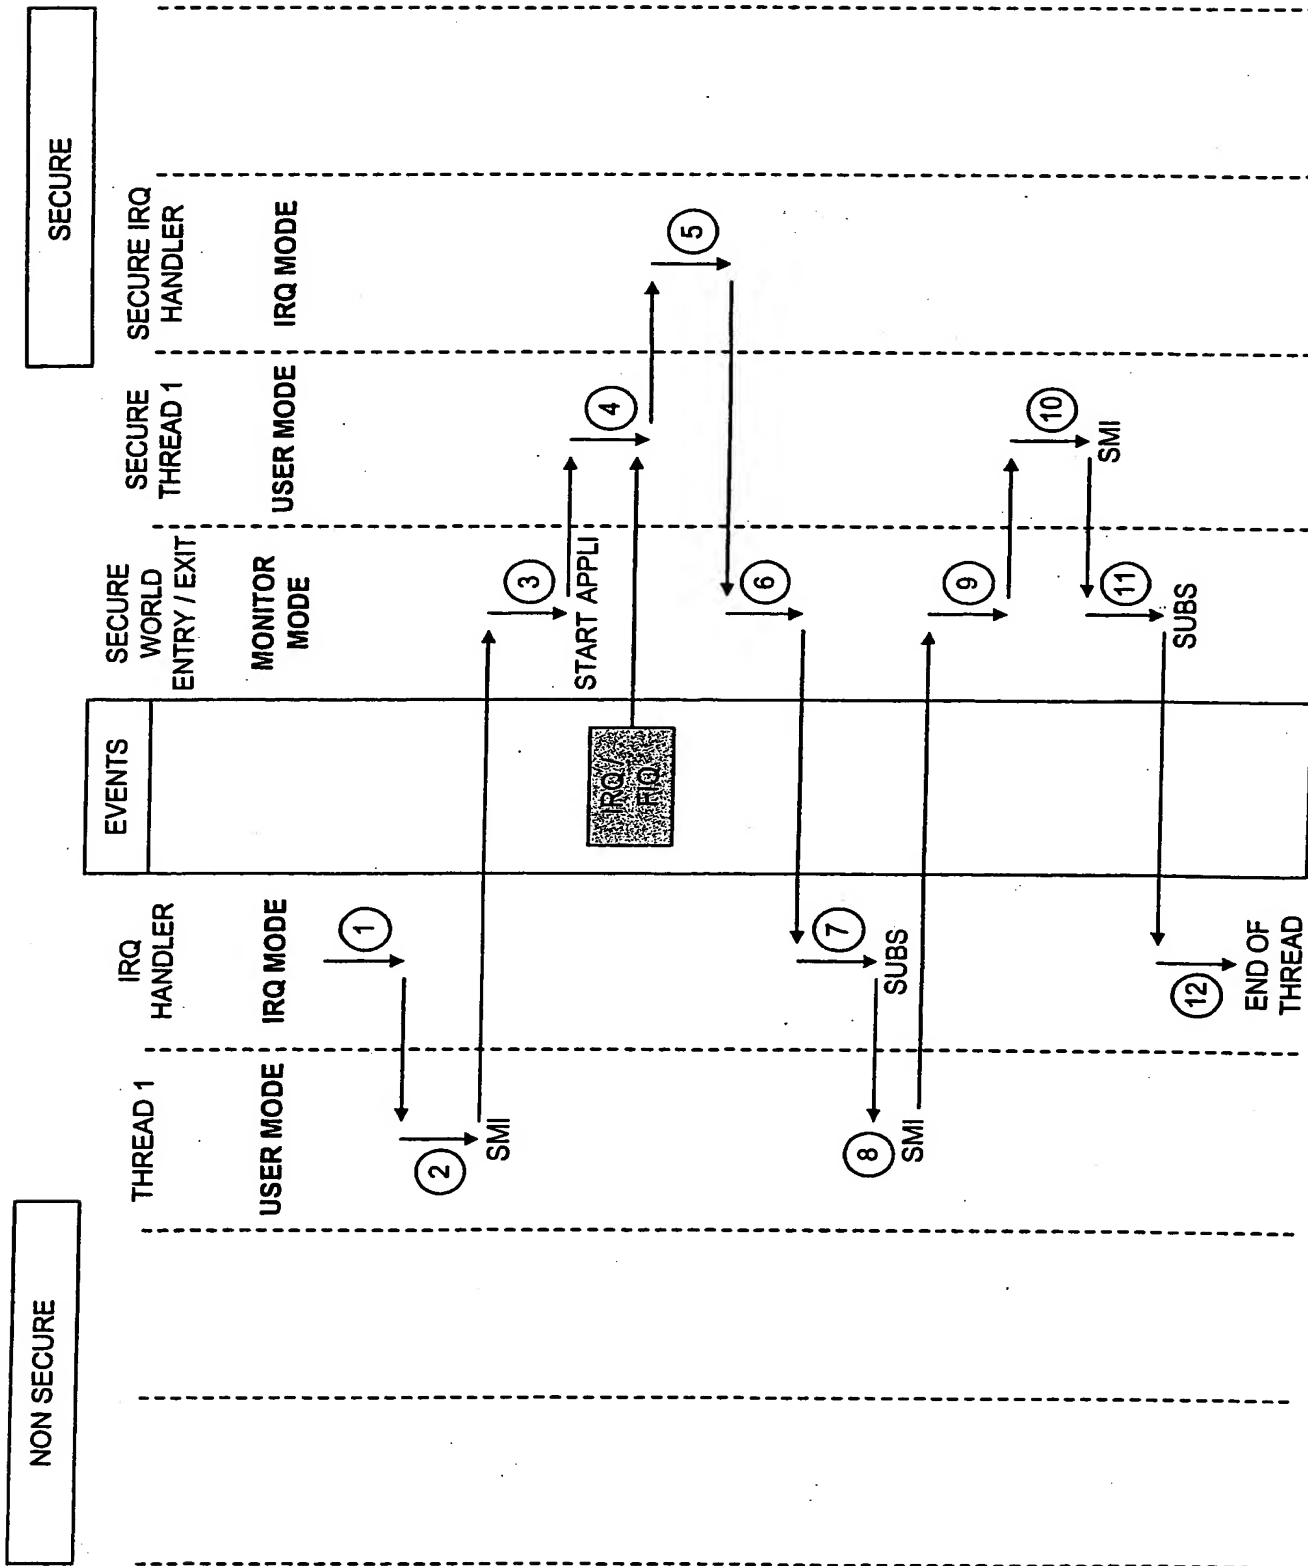 NON SECURE
SECURE
THREAD 1
USER MODE
IRQ
HANDLER
IRQ MODE
EVENTS
SECURE
WORLD
ENTRY / EXIT
MONITOR
MODE
SECURE
THREAD 1
USER MODE
SECURE IRQ
HANDLER
IRQ MODE
1
2
SMI
3
START APPLI
4
IRQ /
FIQ
5
6
7
SUBS
8
SMI
9
10
SMI
11
SUBS
12
END OF
THREAD